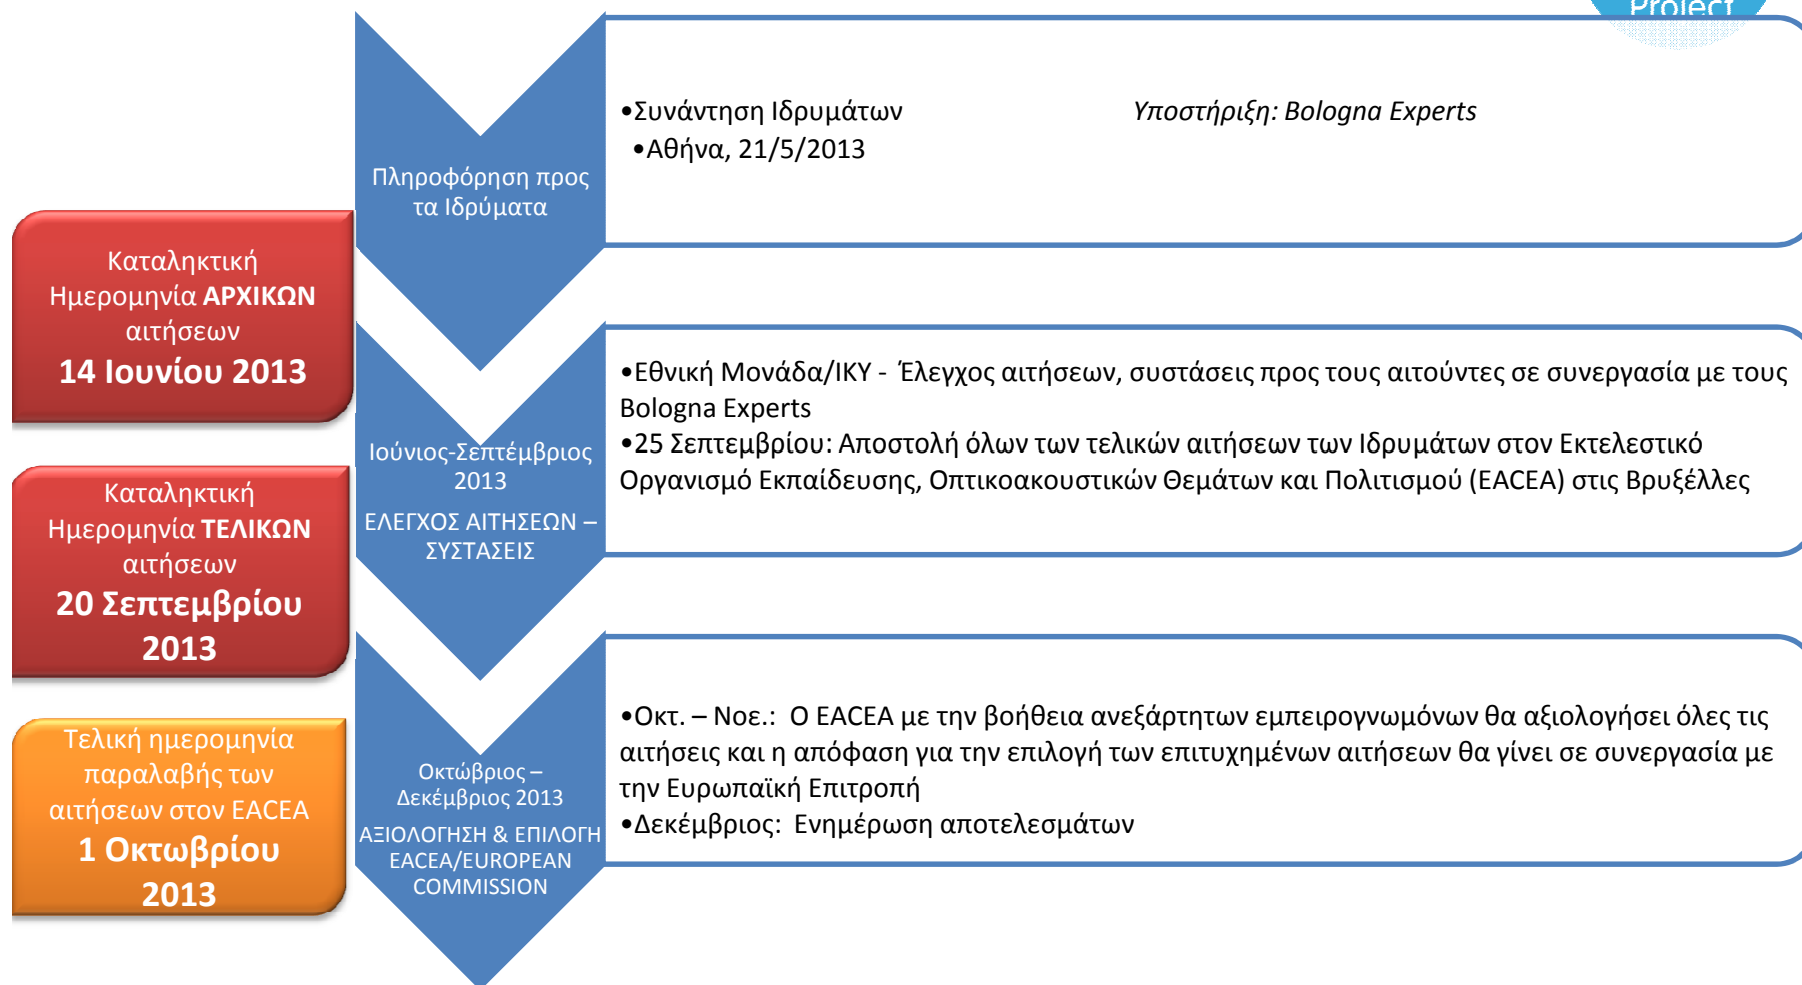 Project
Πληροφόρηση προς
τα Ιδρύματα
•Συνάντηση Ιδρυμάτων Υποστήριξη: Bologna Experts
•Αθήνα, 21/5/2013
Καταληκτική
Ημερομηνία ΑΡΧΙΚΩΝ
αιτήσεων
14 Ιουνίου 2013
Ιούνιος-Σεπτέμβριος
2013
ΕΛΕΓΧΟΣ ΑΙΤΗΣΕΩΝ –
ΣΥΣΤΑΣΕΙΣ
•Εθνική Μονάδα/ΙΚΥ - Έλεγχος αιτήσεων, συστάσεις προς τους αιτούντες σε συνεργασία με τους
Bologna Experts
•25 Σεπτεμβρίου: Αποστολή όλων των τελικών αιτήσεων των Ιδρυμάτων στον Εκτελεστικό
Οργανισμό Εκπαίδευσης, Οπτικοακουστικών Θεμάτων και Πολιτισμού (EACEA) στις Βρυξέλλες
Καταληκτική
Ημερομηνία ΤΕΛΙΚΩΝ
αιτήσεων
20 Σεπτεμβρίου
2013
Οκτώβριος –
Δεκέμβριος 2013
ΑΞΙΟΛΟΓΗΣΗ & ΕΠΙΛΟΓΗ
EACEA/EUROPEAN
COMMISSION
•Οκτ. – Νοε.: Ο EACEA με την βοήθεια ανεξάρτητων εμπειρογνωμόνων θα αξιολογήσει όλες τις
αιτήσεις και η απόφαση για την επιλογή των επιτυχημένων αιτήσεων θα γίνει σε συνεργασία με
την Ευρωπαϊκή Επιτροπή
•Δεκέμβριος: Ενημέρωση αποτελεσμάτων
Τελική ημερομηνία
παραλαβής των
αιτήσεων στον EACEA
1 Οκτωβρίου
2013